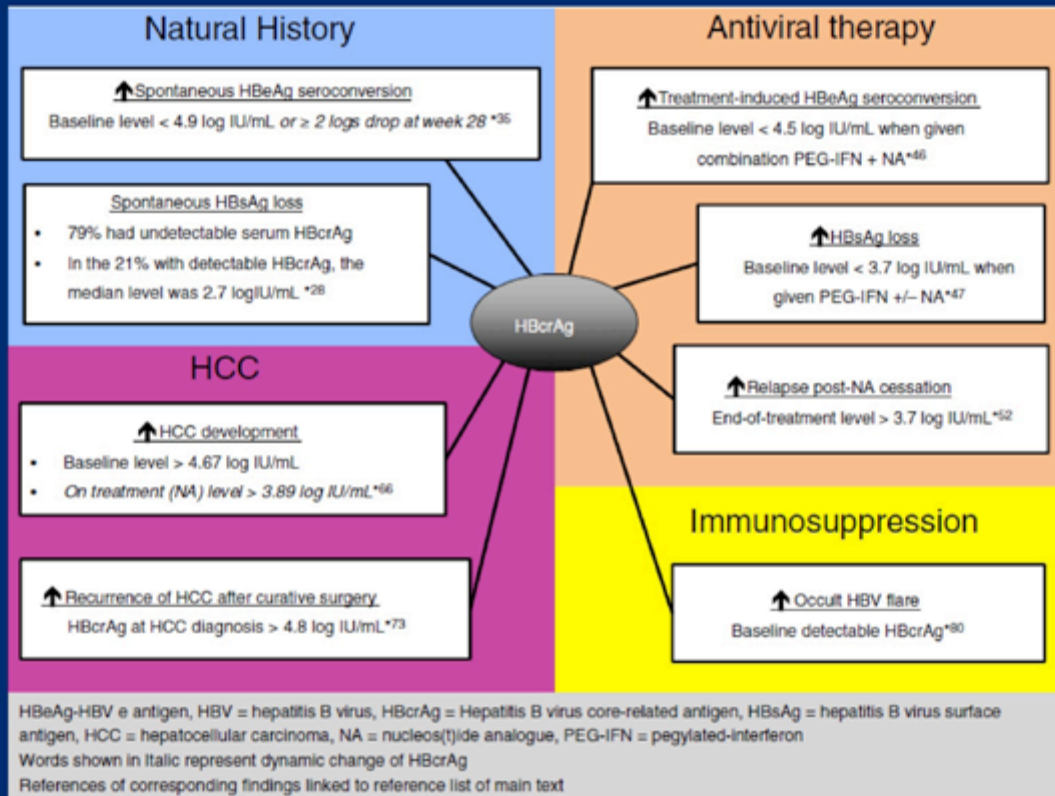 Natural History
↑Spontaneous HBeAg seroconversion
Baseline level < 4.9 log IU/mL or ≥ 2 logs drop at week 28 *35
Spontaneous HBsAg loss
• 79% had undetectable serum HBcrAg
• In the 21% with detectable HBcrAg, the
median level was 2.7 logIU/mL *28
Antiviral therapy
↑Treatment-induced HBeAg seroconversion
Baseline level < 4.5 log IU/mL when given
combination PEG-IFN + NA*46
↑HBsAg loss
Baseline level < 3.7 log IU/mL when
given PEG-IFN +/– NA*47
↑Relapse post-NA cessation
End-of-treatment level > 3.7 log IU/mL*52
HBcrAg
HCC
↑HCC development
• Baseline level > 4.67 log IU/mL
• On treatment (NA) level > 3.89 log IU/mL*66
↑Recurrence of HCC after curative surgery
HBcrAg at HCC diagnosis > 4.8 log IU/mL*73
Immunosuppression
↑ Occult HBV flare
Baseline detectable HBcrAg*80
HBeAg-HBV e antigen, HBV = hepatitis B virus, HBcrAg = Hepatitis B virus core-related antigen, HBsAg = hepatitis B virus surface
antigen, HCC = hepatocellular carcinoma, NA = nucleos(t)ide analogue, PEG-IFN = pegylated-interferon
Words shown in Italic represent dynamic change of HBcrAg
References of corresponding findings linked to reference list of main text